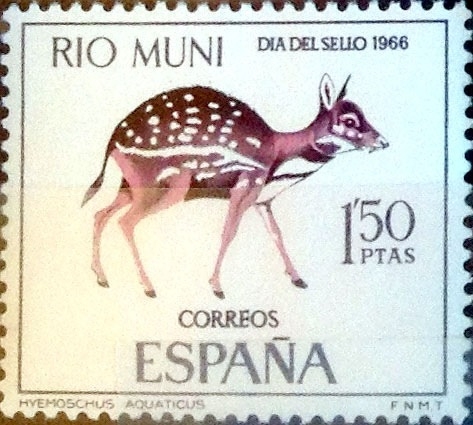 RIO MUNI
DIA DEL SELLO 1966
1'50
PTAS
CORREOS
ESPAÑA
HYEMOSCHUS AQUATICUS
F N M T